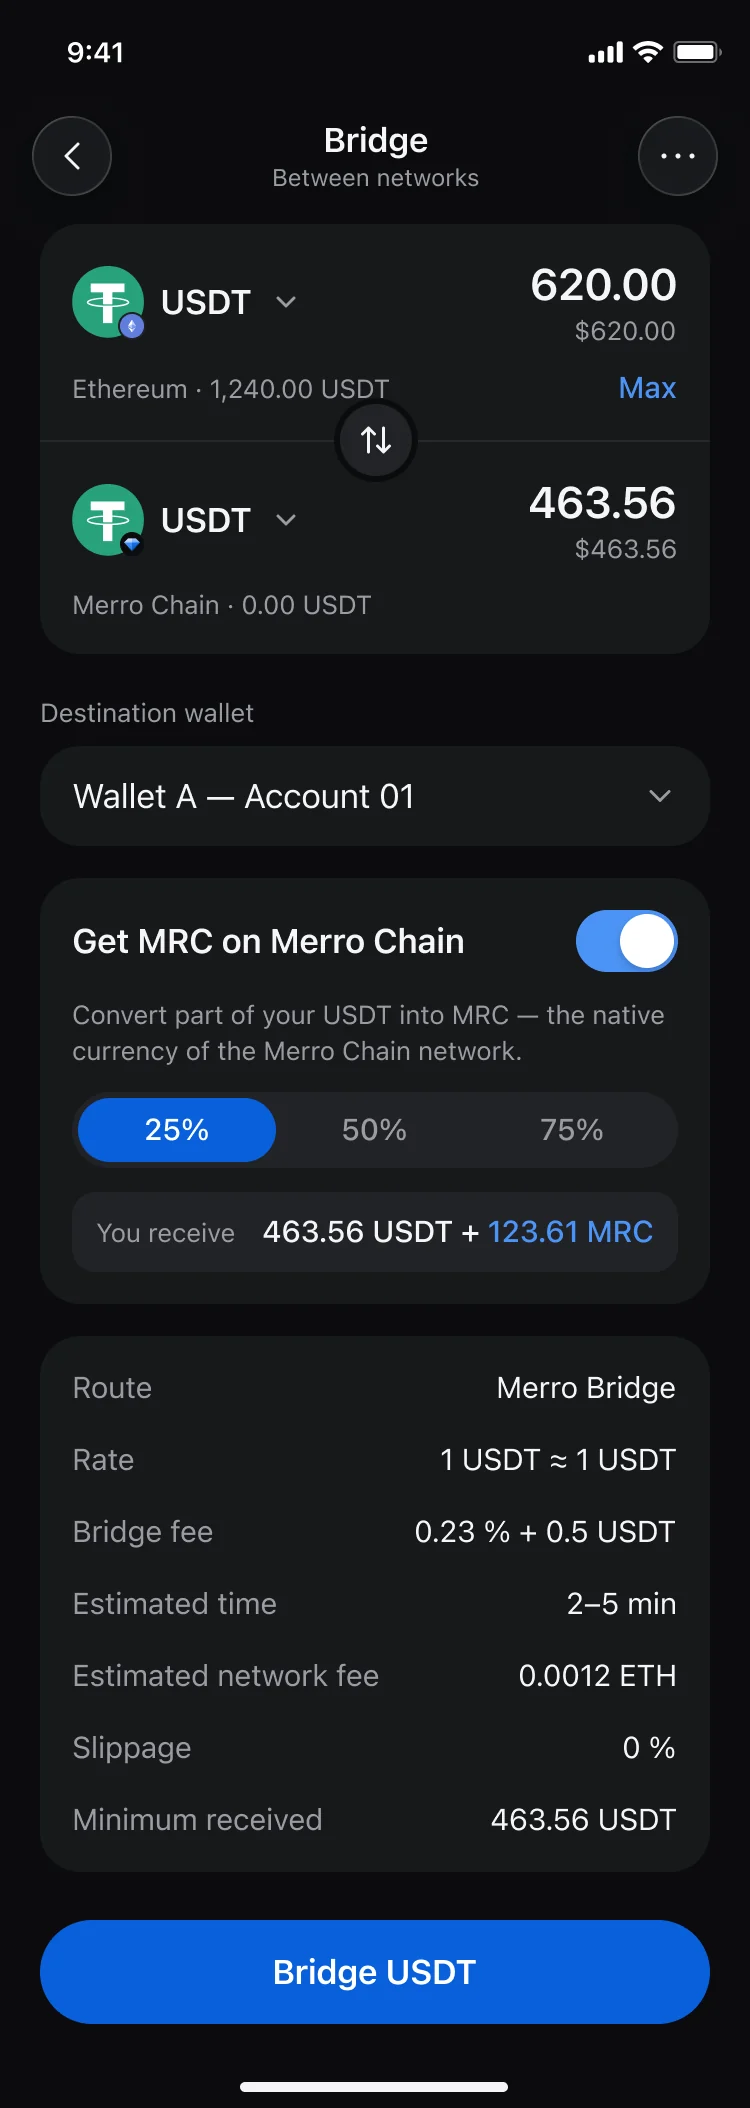 9:41
Bridge
Between networks
USDT
620.00
$620.00
Ethereum · 1,240.00 USDT
Max
USDT
463.56
$463.56
Merro Chain · 0.00 USDT
Destination wallet
Wallet A — Account 01
Get MRC on Merro Chain
Convert part of your USDT into MRC — the native
currency of the Merro Chain network.
25% 50% 75%
You receive 463.56 USDT + 123.61 MRC
Route Merro Bridge
Rate 1 USDT ≈ 1 USDT
Bridge fee 0.23 % + 0.5 USDT
Estimated time 2–5 min
Estimated network fee 0.0012 ETH
Slippage 0 %
Minimum received 463.56 USDT
Bridge USDT